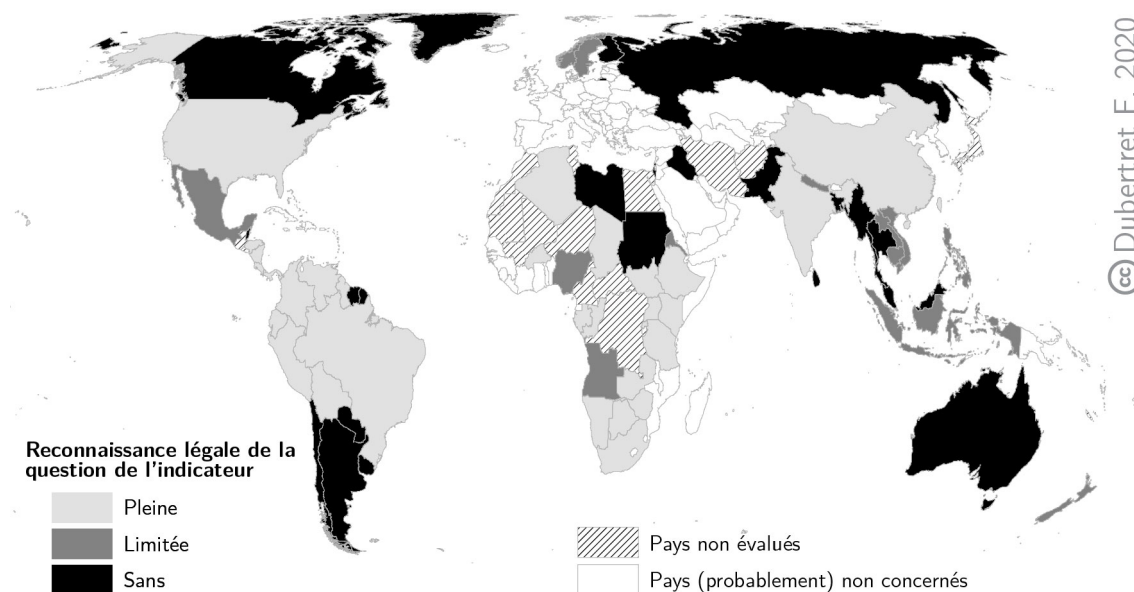 cc Dubertret F. 2020
Reconnaissance légale de la
question de l'indicateur
Pleine
Limitée
Sans
Pays non évalués
Pays (probablement) non concernés